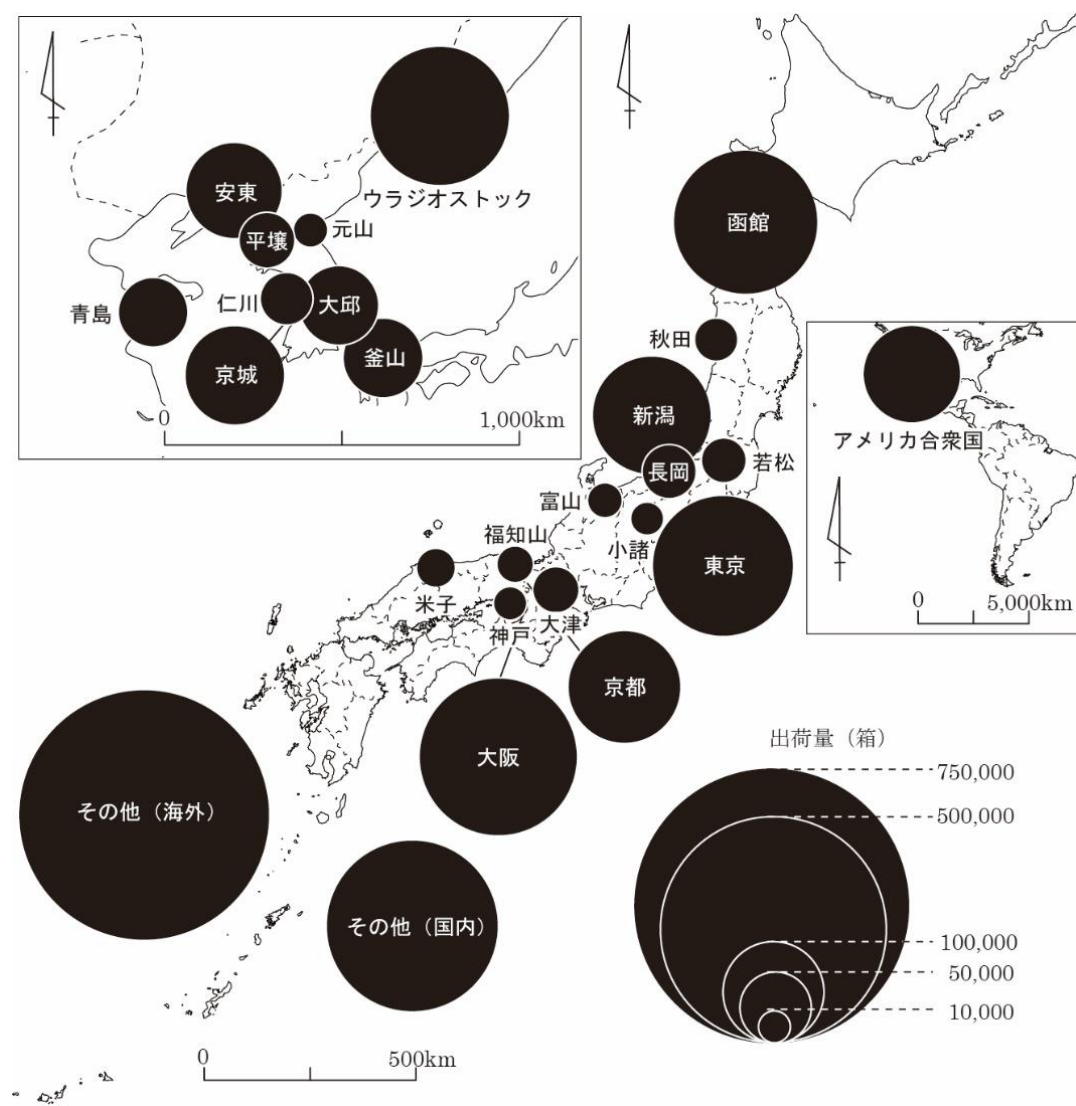 ウラジオストック
安東
元山
平壌
仁川
大邱
青島
京城
釜山
0
1,000km
函館
秋田
新潟
長岡
若松
富山
小諸
東京
福知山
米子
神戸
大津
京都
大阪
アメリカ合衆国
0
5,000km
その他（海外）
その他（国内）
出荷量（箱）
750,000
500,000
100,000
50,000
10,000
0
500km